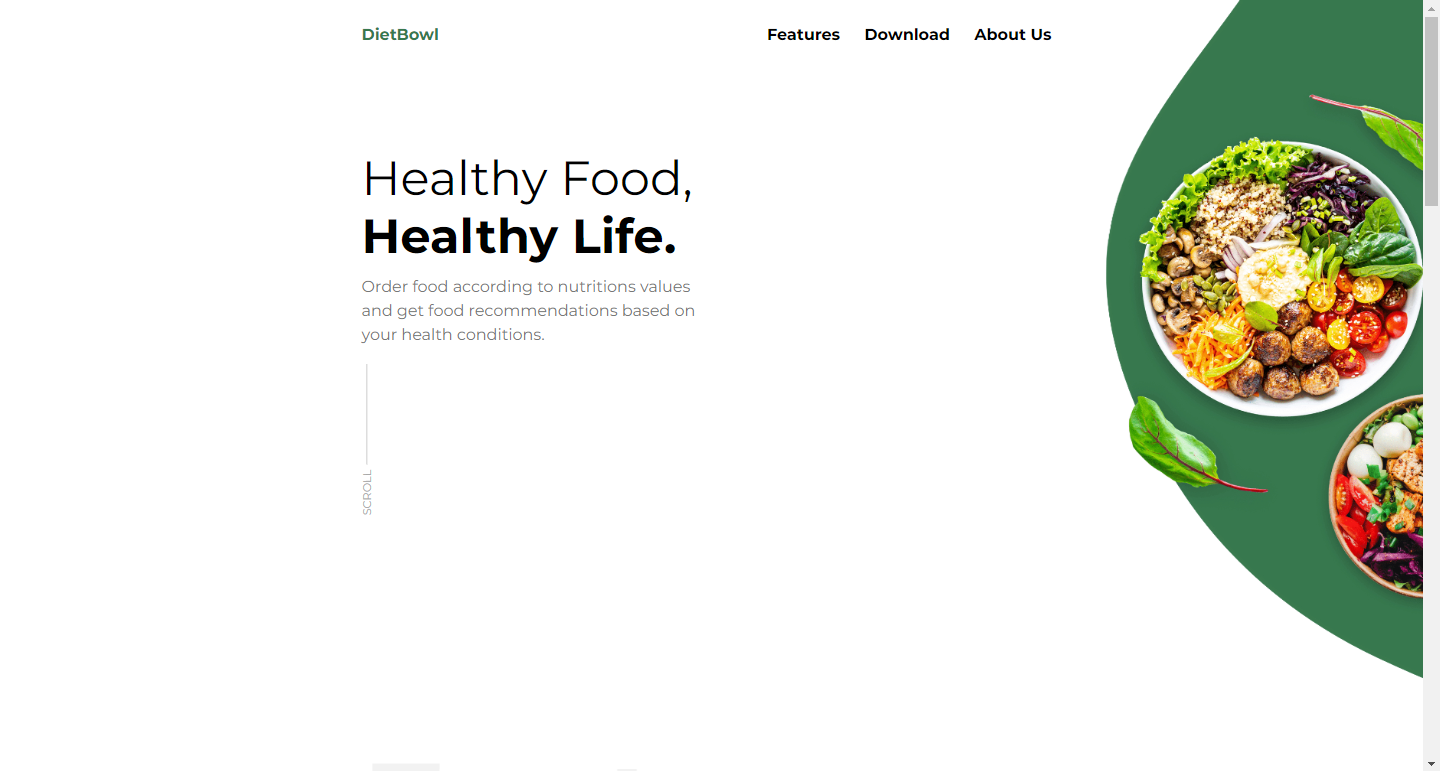 DietBowl
Features
Download
About Us
Healthy Food,
Healthy Life.
Order food according to nutritions values
and get food recommendations based on
your health conditions.
SCROLL